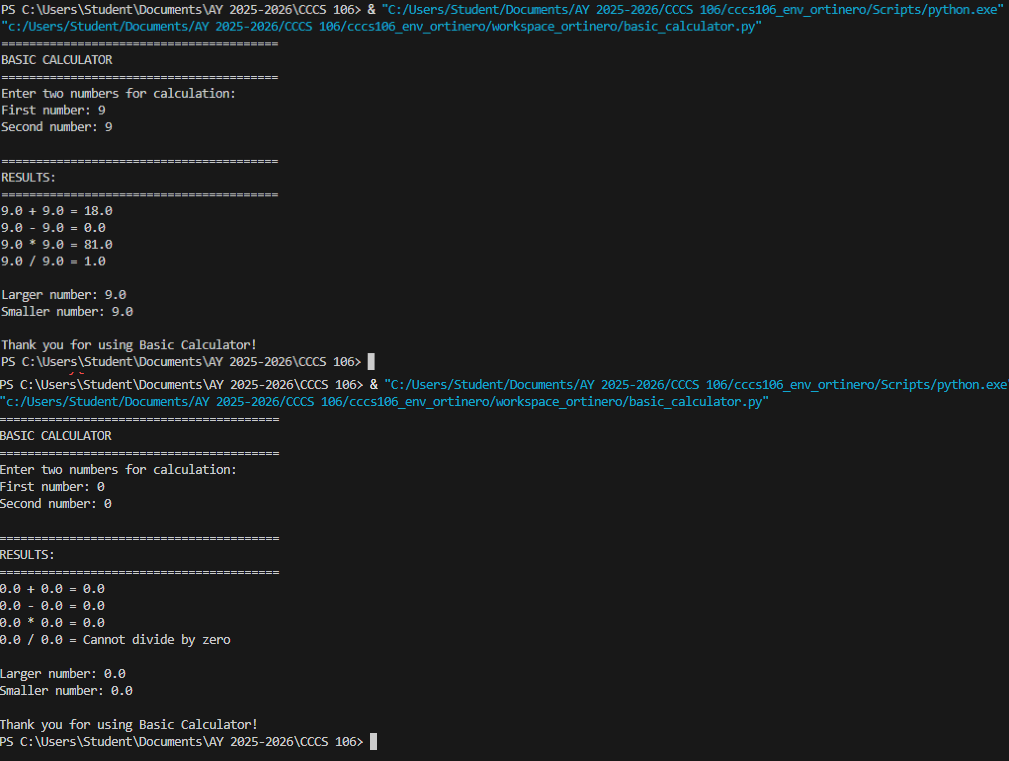 PS C:\Users\Student\Documents\AY 2025-2026\CCCS 106> & "C:/Users/Student/Documents/AY 2025-2026/CCCS 106/cccs106_env_ortinero/Scripts/python.exe"
"c:/Users/Student/Documents/AY 2025-2026/CCCS 106/cccs106_env_ortinero/workspace_ortinero/basic_calculator.py"
========================================
BASIC CALCULATOR
========================================
Enter two numbers for calculation:
First number: 9
Second number: 9
========================================
RESULTS:
========================================
9.0 + 9.0 = 18.0
9.0 - 9.0 = 0.0
9.0 * 9.0 = 81.0
9.0 / 9.0 = 1.0
Larger number: 9.0
Smaller number: 9.0
Thank you for using Basic Calculator!
PS C:\Users\Student\Documents\AY 2025-2026\CCCS 106>
PS C:\Users\Student\Documents\AY 2025-2026\CCCS 106> & "C:/Users/Student/Documents/AY 2025-2026/CCCS 106/cccs106_env_ortinero/Scripts/python.exe"
"c:/Users/Student/Documents/AY 2025-2026/CCCS 106/cccs106_env_ortinero/workspace_ortinero/basic_calculator.py"
========================================
BASIC CALCULATOR
========================================
Enter two numbers for calculation:
First number: 0
Second number: 0
========================================
RESULTS:
========================================
0.0 + 0.0 = 0.0
0.0 - 0.0 = 0.0
0.0 * 0.0 = 0.0
0.0 / 0.0 = Cannot divide by zero
Larger number: 0.0
Smaller number: 0.0
Thank you for using Basic Calculator!
PS C:\Users\Student\Documents\AY 2025-2026\CCCS 106>